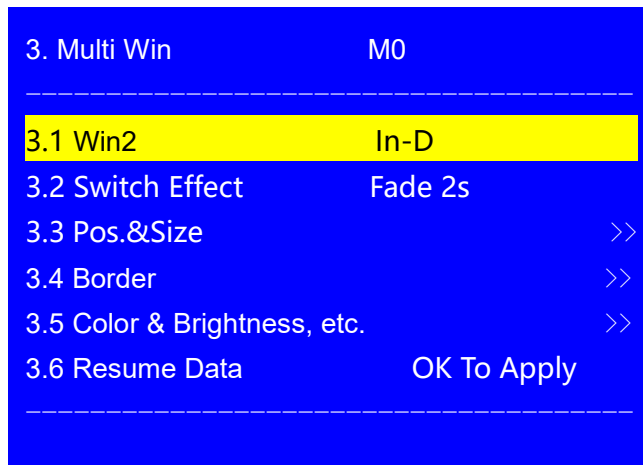 3. Multi Win M0
3.1 Win2 In-D
3.2 Switch Effect Fade 2s
3.3 Pos.&Size >>
3.4 Border >>
3.5 Color & Brightness, etc. >>
3.6 Resume Data OK To Apply